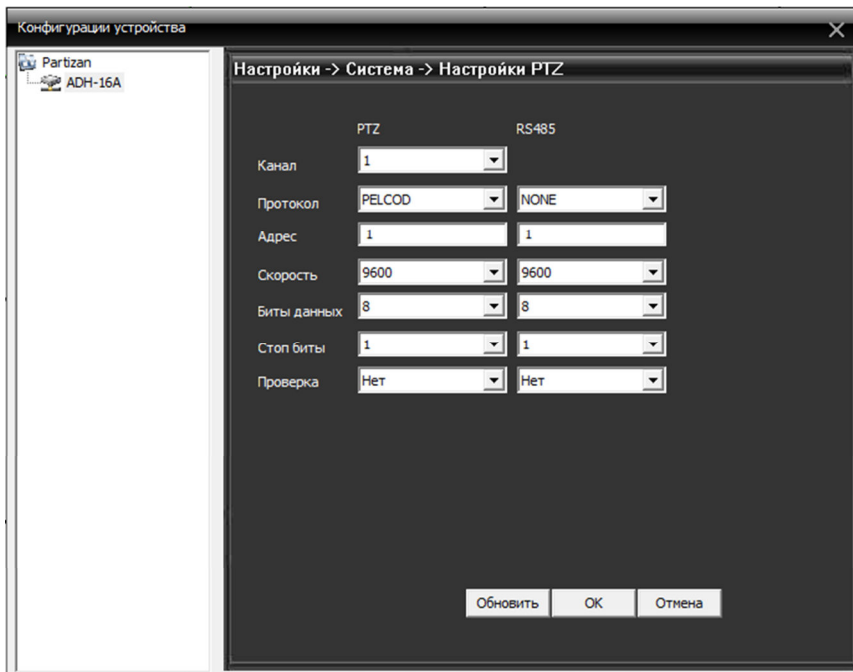 Конфигурации устройства
Partizan
ADH-16A
Настройки -> Система -> Настройки PTZ
PTZ RS485
Канал 1
Протокол PELCOD NONE
Адрес 1 1
Скорость 9600 9600
Биты данных 8 8
Стоп биты 1 1
Проверка Нет Нет
Обновить OK Отмена